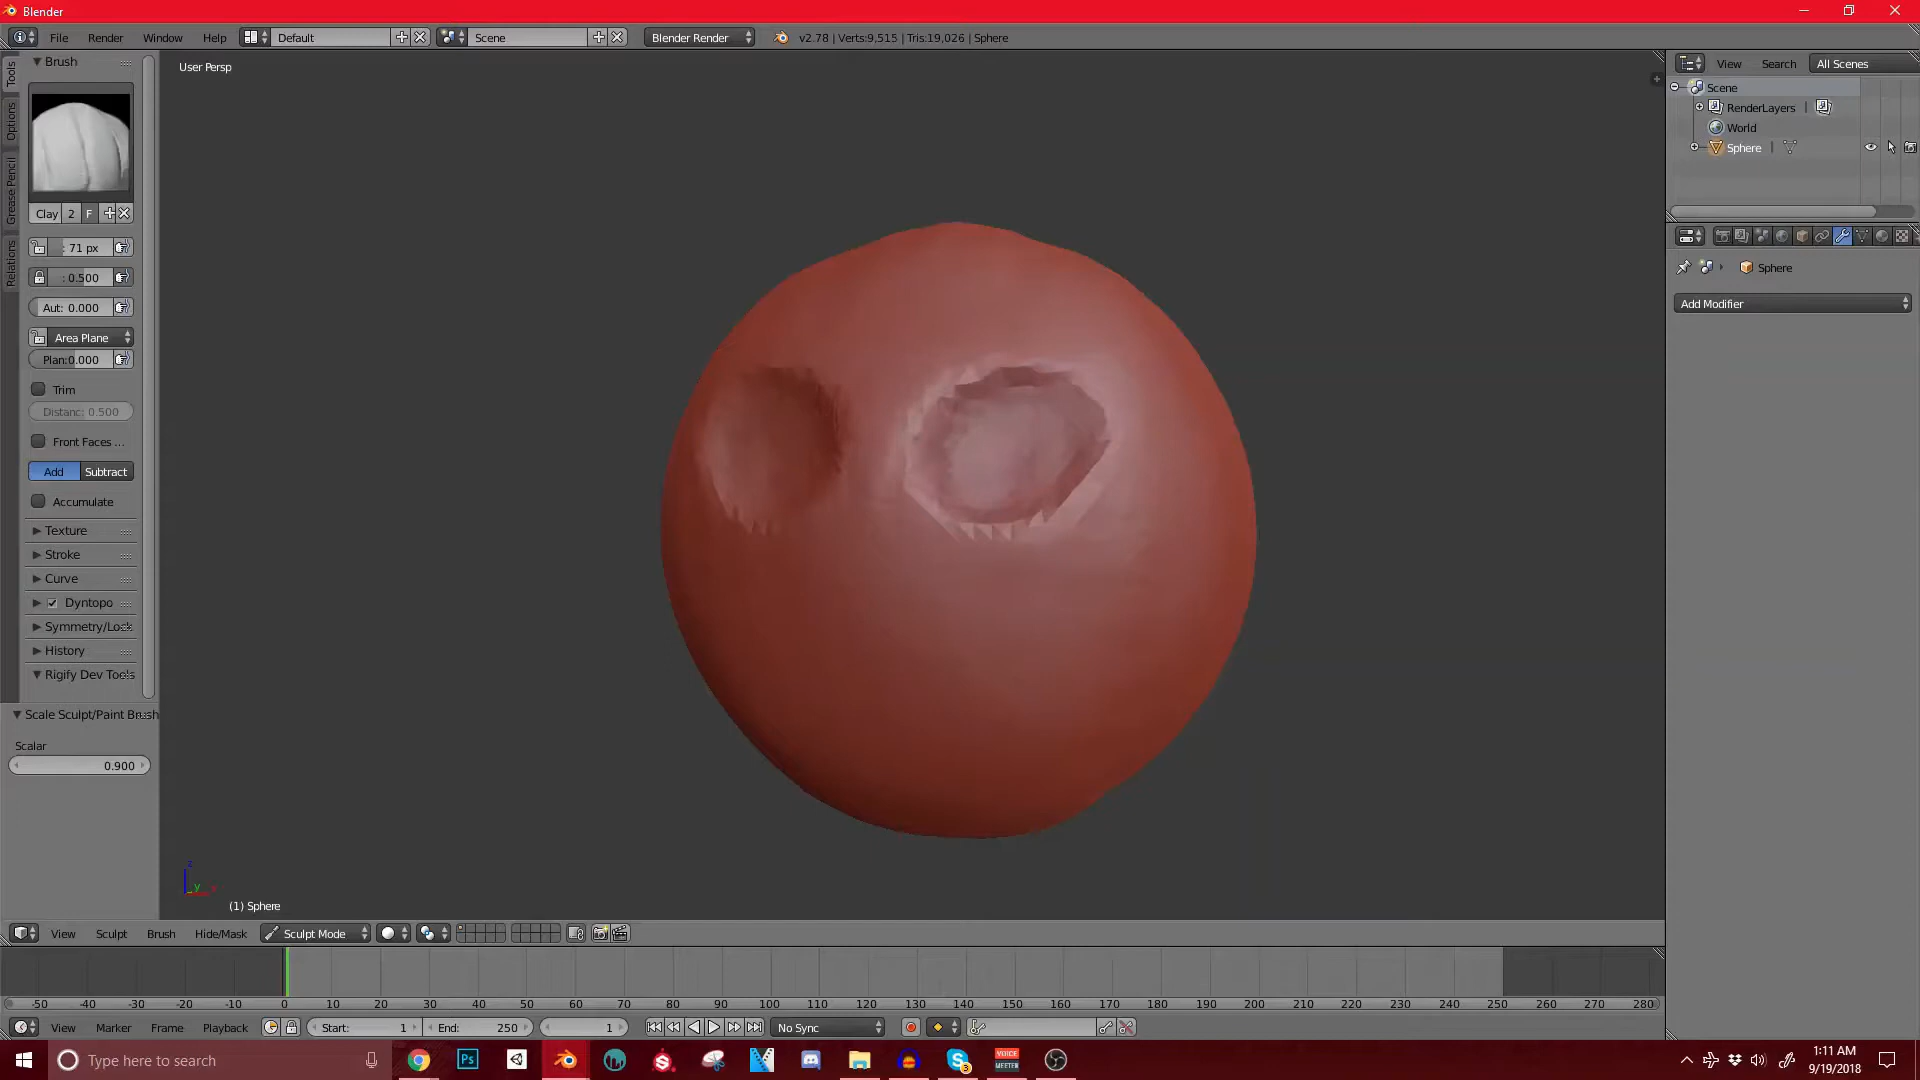 Blender
File Render Window Help Default Scene Blender Render v2.78 | Verts:9,515 | Tris:19,026 | Sphere
Tools
Options
Grease Pencil
Relations
Brush
Clay 2 F
: 71 px
: 0.500
Aut: 0.000
Area Plane
Plan:0.000
Trim
Distanc: 0.500
Front Faces ...
Add Subtract
Accumulate
Texture
Stroke
Curve
Dyntopo
Symmetry/Lock
History
Rigify Dev Tools
Scale Sculpt/Paint Brush
Scalar
0.900
User Persp
z
y
x
(1) Sphere
View Search All Scenes
Scene
RenderLayers |
World
Sphere |
Sphere
Add Modifier
View Sculpt Brush Hide/Mask Sculpt Mode
-50 -40 -30 -20 -10 0 10 20 30 40 50 60 70 80 90 100 110 120 130 140 150 160 170 180 190 200 210 220 230 240 250 260 270 280
View Marker Frame Playback Start: 1 End: 250 1 No Sync
Type here to search
Ps
VOICE
MEETER
3
1:11 AM
9/19/2018